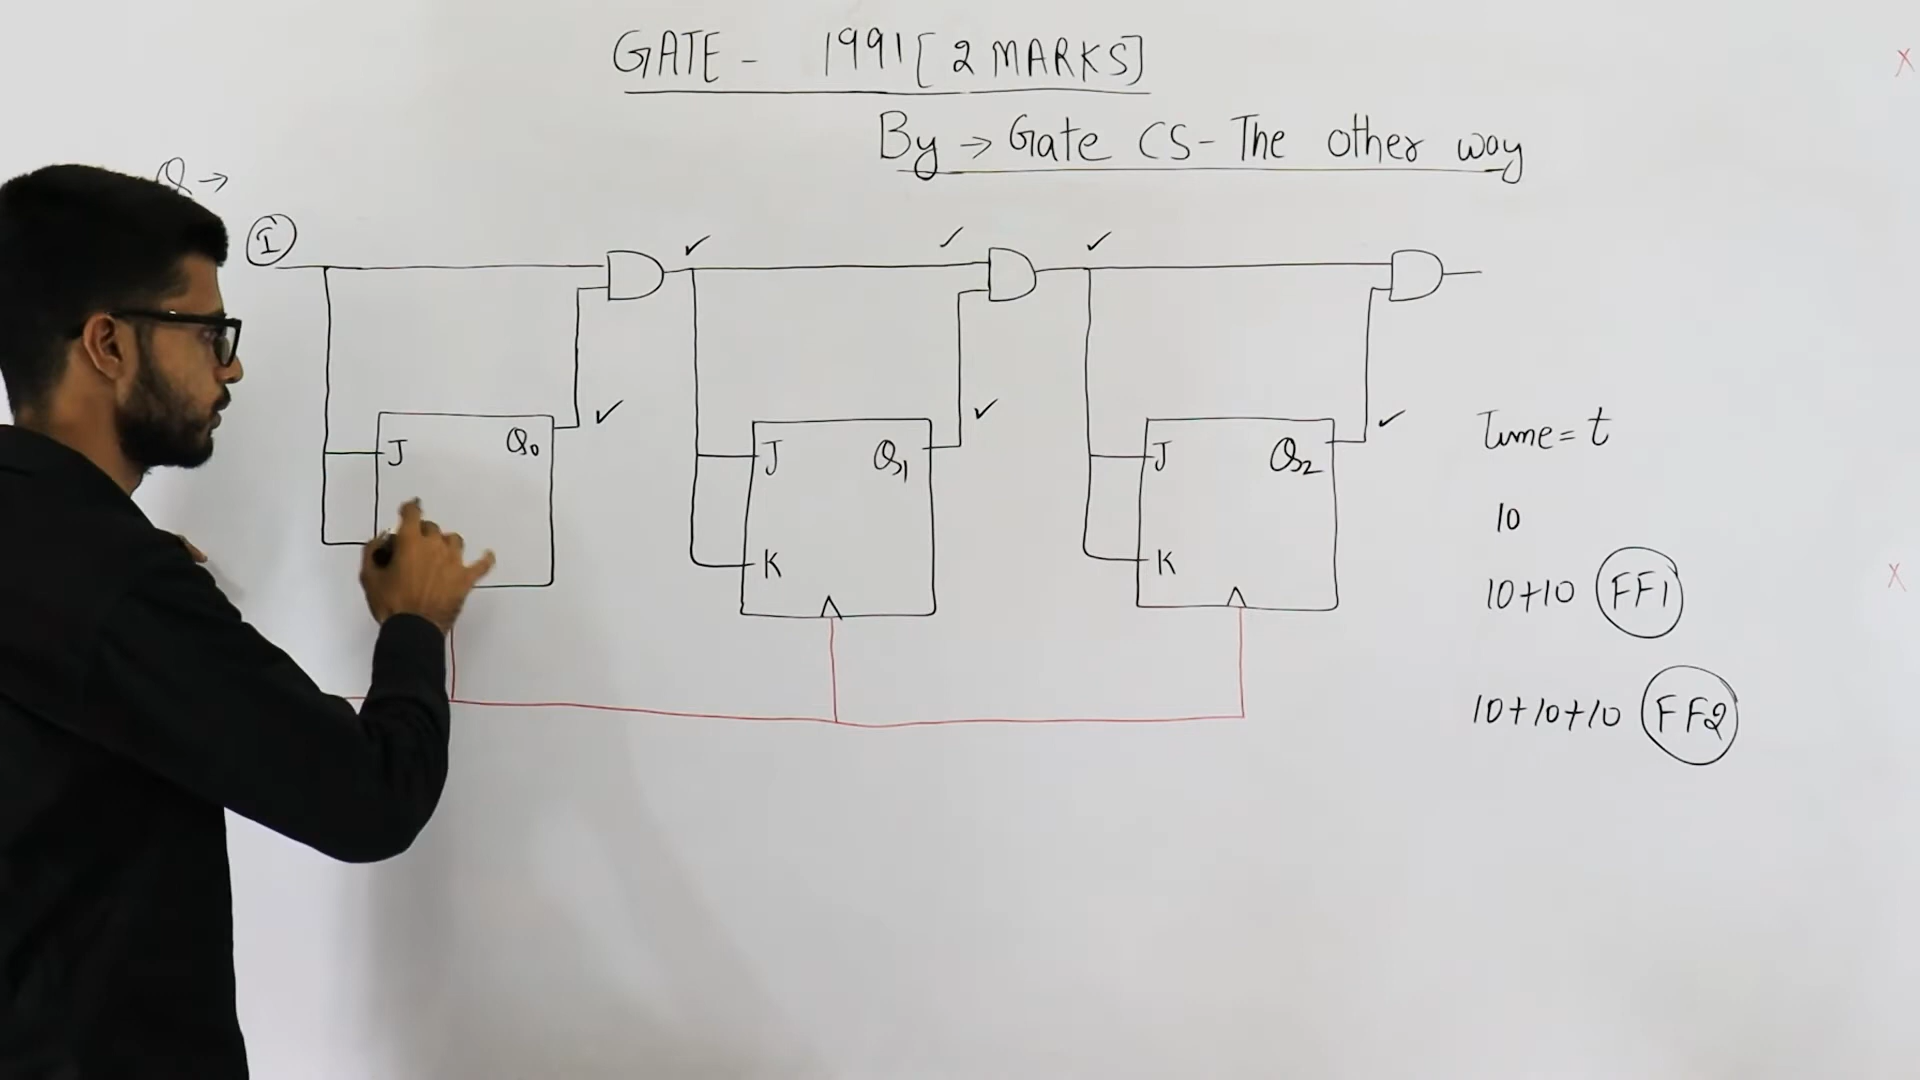 GATE - 1991 [2 MARKS]
By → Gate CS - The other way
Q →
I
J Q0
J Q1
K
J Q2
K
Time = t
10
10+10 FF1
10+10+10 FF2
X
X